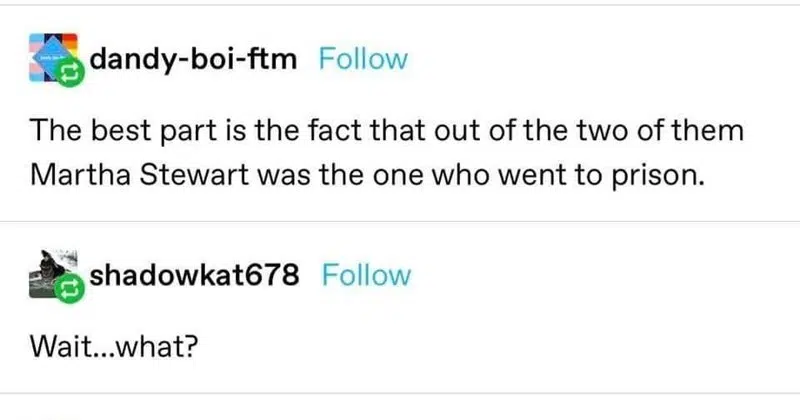 dandy-boi-ftm Follow
The best part is the fact that out of the two of them
Martha Stewart was the one who went to prison.
shadowkat678 Follow
Wait...what?